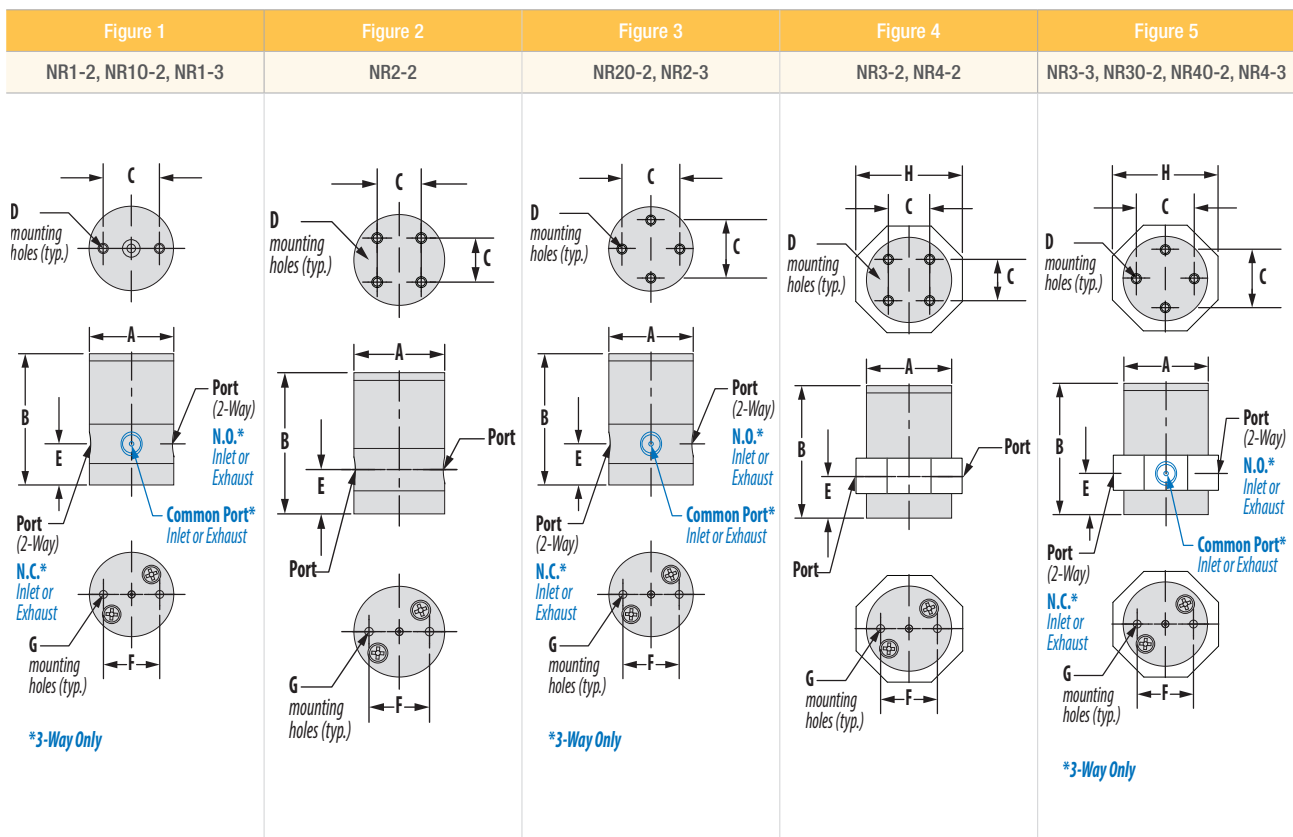 Figure 1
NR1-2, NR10-2, NR1-3
C
D
mounting
holes (typ.)
A
B
E
Port
(2-Way)
N.O.*
Inlet or
Exhaust
Common Port*
Inlet or Exhaust
Port
(2-Way)
N.C.*
Inlet or
Exhaust
G
mounting
holes (typ.)
F
*3-Way Only
Figure 2
NR2-2
C
D
mounting
holes (typ.)
C
A
B
E
Port
Port
G
mounting
holes (typ.)
F
Figure 3
NR20-2, NR2-3
C
D
mounting
holes (typ.)
C
A
B
E
Port
(2-Way)
N.O.*
Inlet or
Exhaust
Common Port*
Inlet or Exhaust
Port
(2-Way)
N.C.*
Inlet or
Exhaust
G
mounting
holes (typ.)
F
*3-Way Only
Figure 4
NR3-2, NR4-2
H
C
D
mounting
holes (typ.)
C
A
B
E
Port
Port
G
mounting
holes (typ.)
F
Figure 5
NR3-3, NR30-2, NR40-2, NR4-3
H
C
D
mounting
holes (typ.)
C
A
B
E
Port
(2-Way)
N.O.*
Inlet or
Exhaust
Common Port*
Inlet or Exhaust
Port
(2-Way)
N.C.*
Inlet or
Exhaust
G
mounting
holes (typ.)
F
*3-Way Only